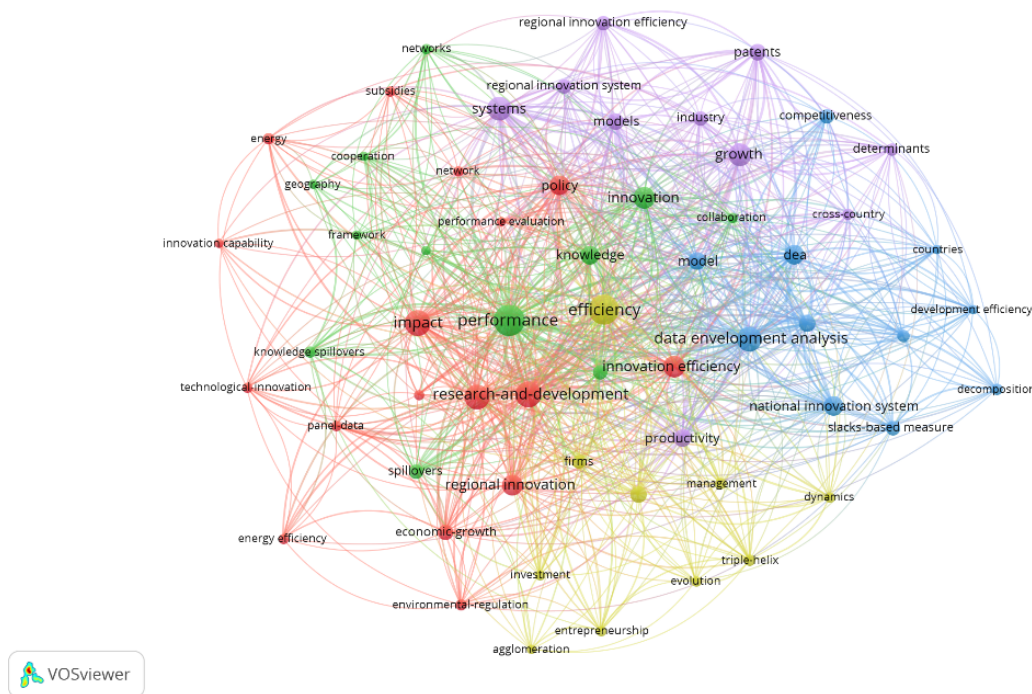 regional innovation efficiency
networks
patents
regional innovation system
subsidies
systems
competitiveness
models
industry
energy
determinants
cooperation
growth
network
geography
policy
innovation
collaboration
cross-country
performance evaluation
framework
innovation capability
countries
knowledge
model
dea
efficiency
development efficiency
impact
performance
data envelopment analysis
knowledge spillovers
innovation efficiency
technological innovation
research-and-development
decomposition
national innovation system
panel-data
slacks-based measure
productivity
firms
spillovers
regional innovation
management
dynamics
economic-growth
energy efficiency
triple-helix
investment
evolution
environmental-regulation
entrepreneurship
agglomeration
VOSviewer